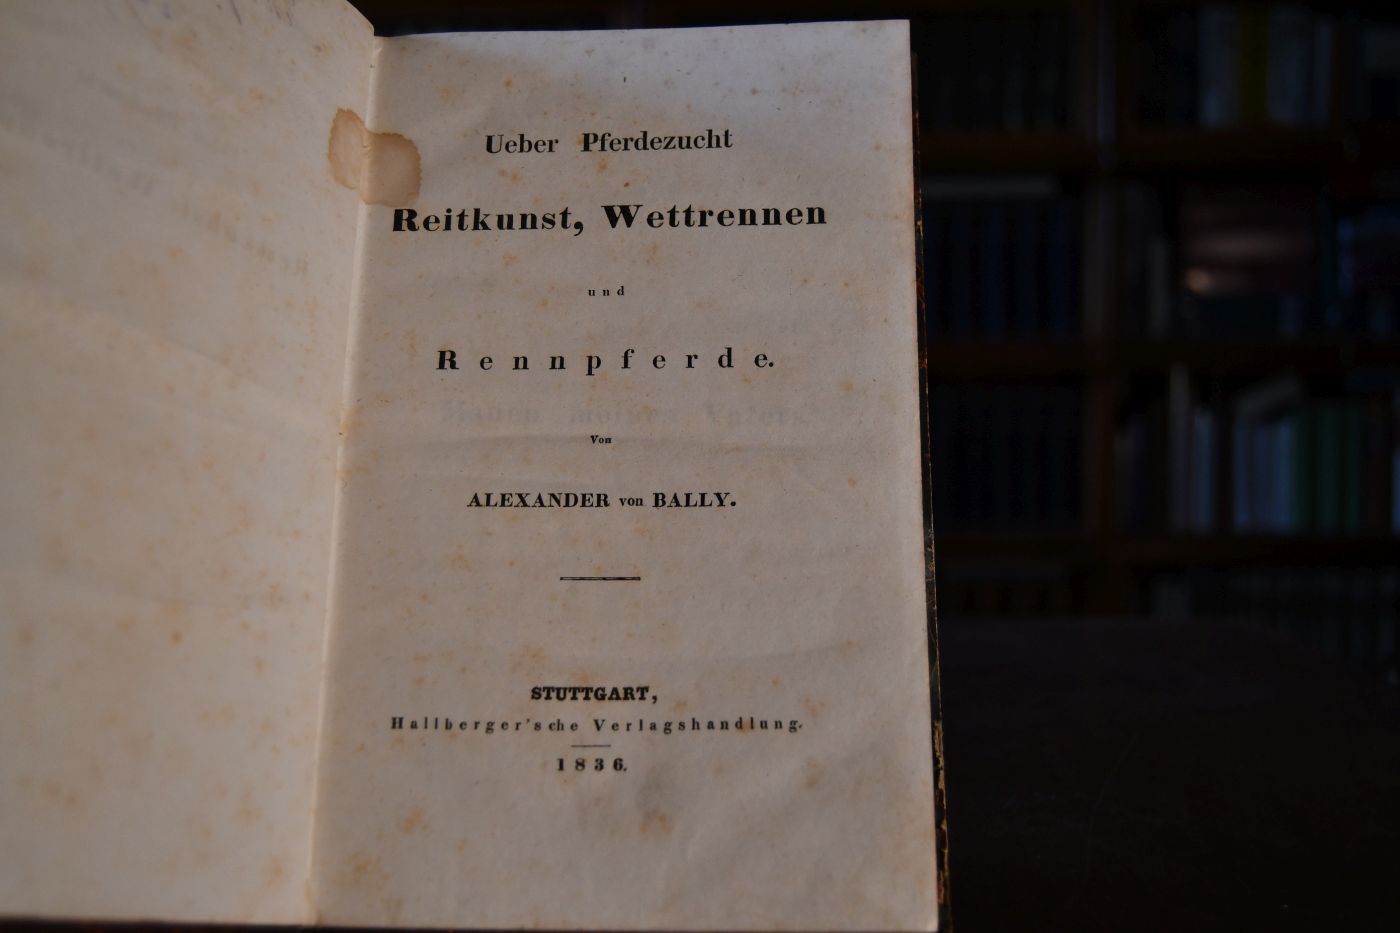 Ueber Pferdezucht
Reitkunst, Wettrennen
und
Rennpferde.
Von
ALEXANDER von BALLY.
STUTTGART,
Hallberger'sche Verlagshandlung.
1836.